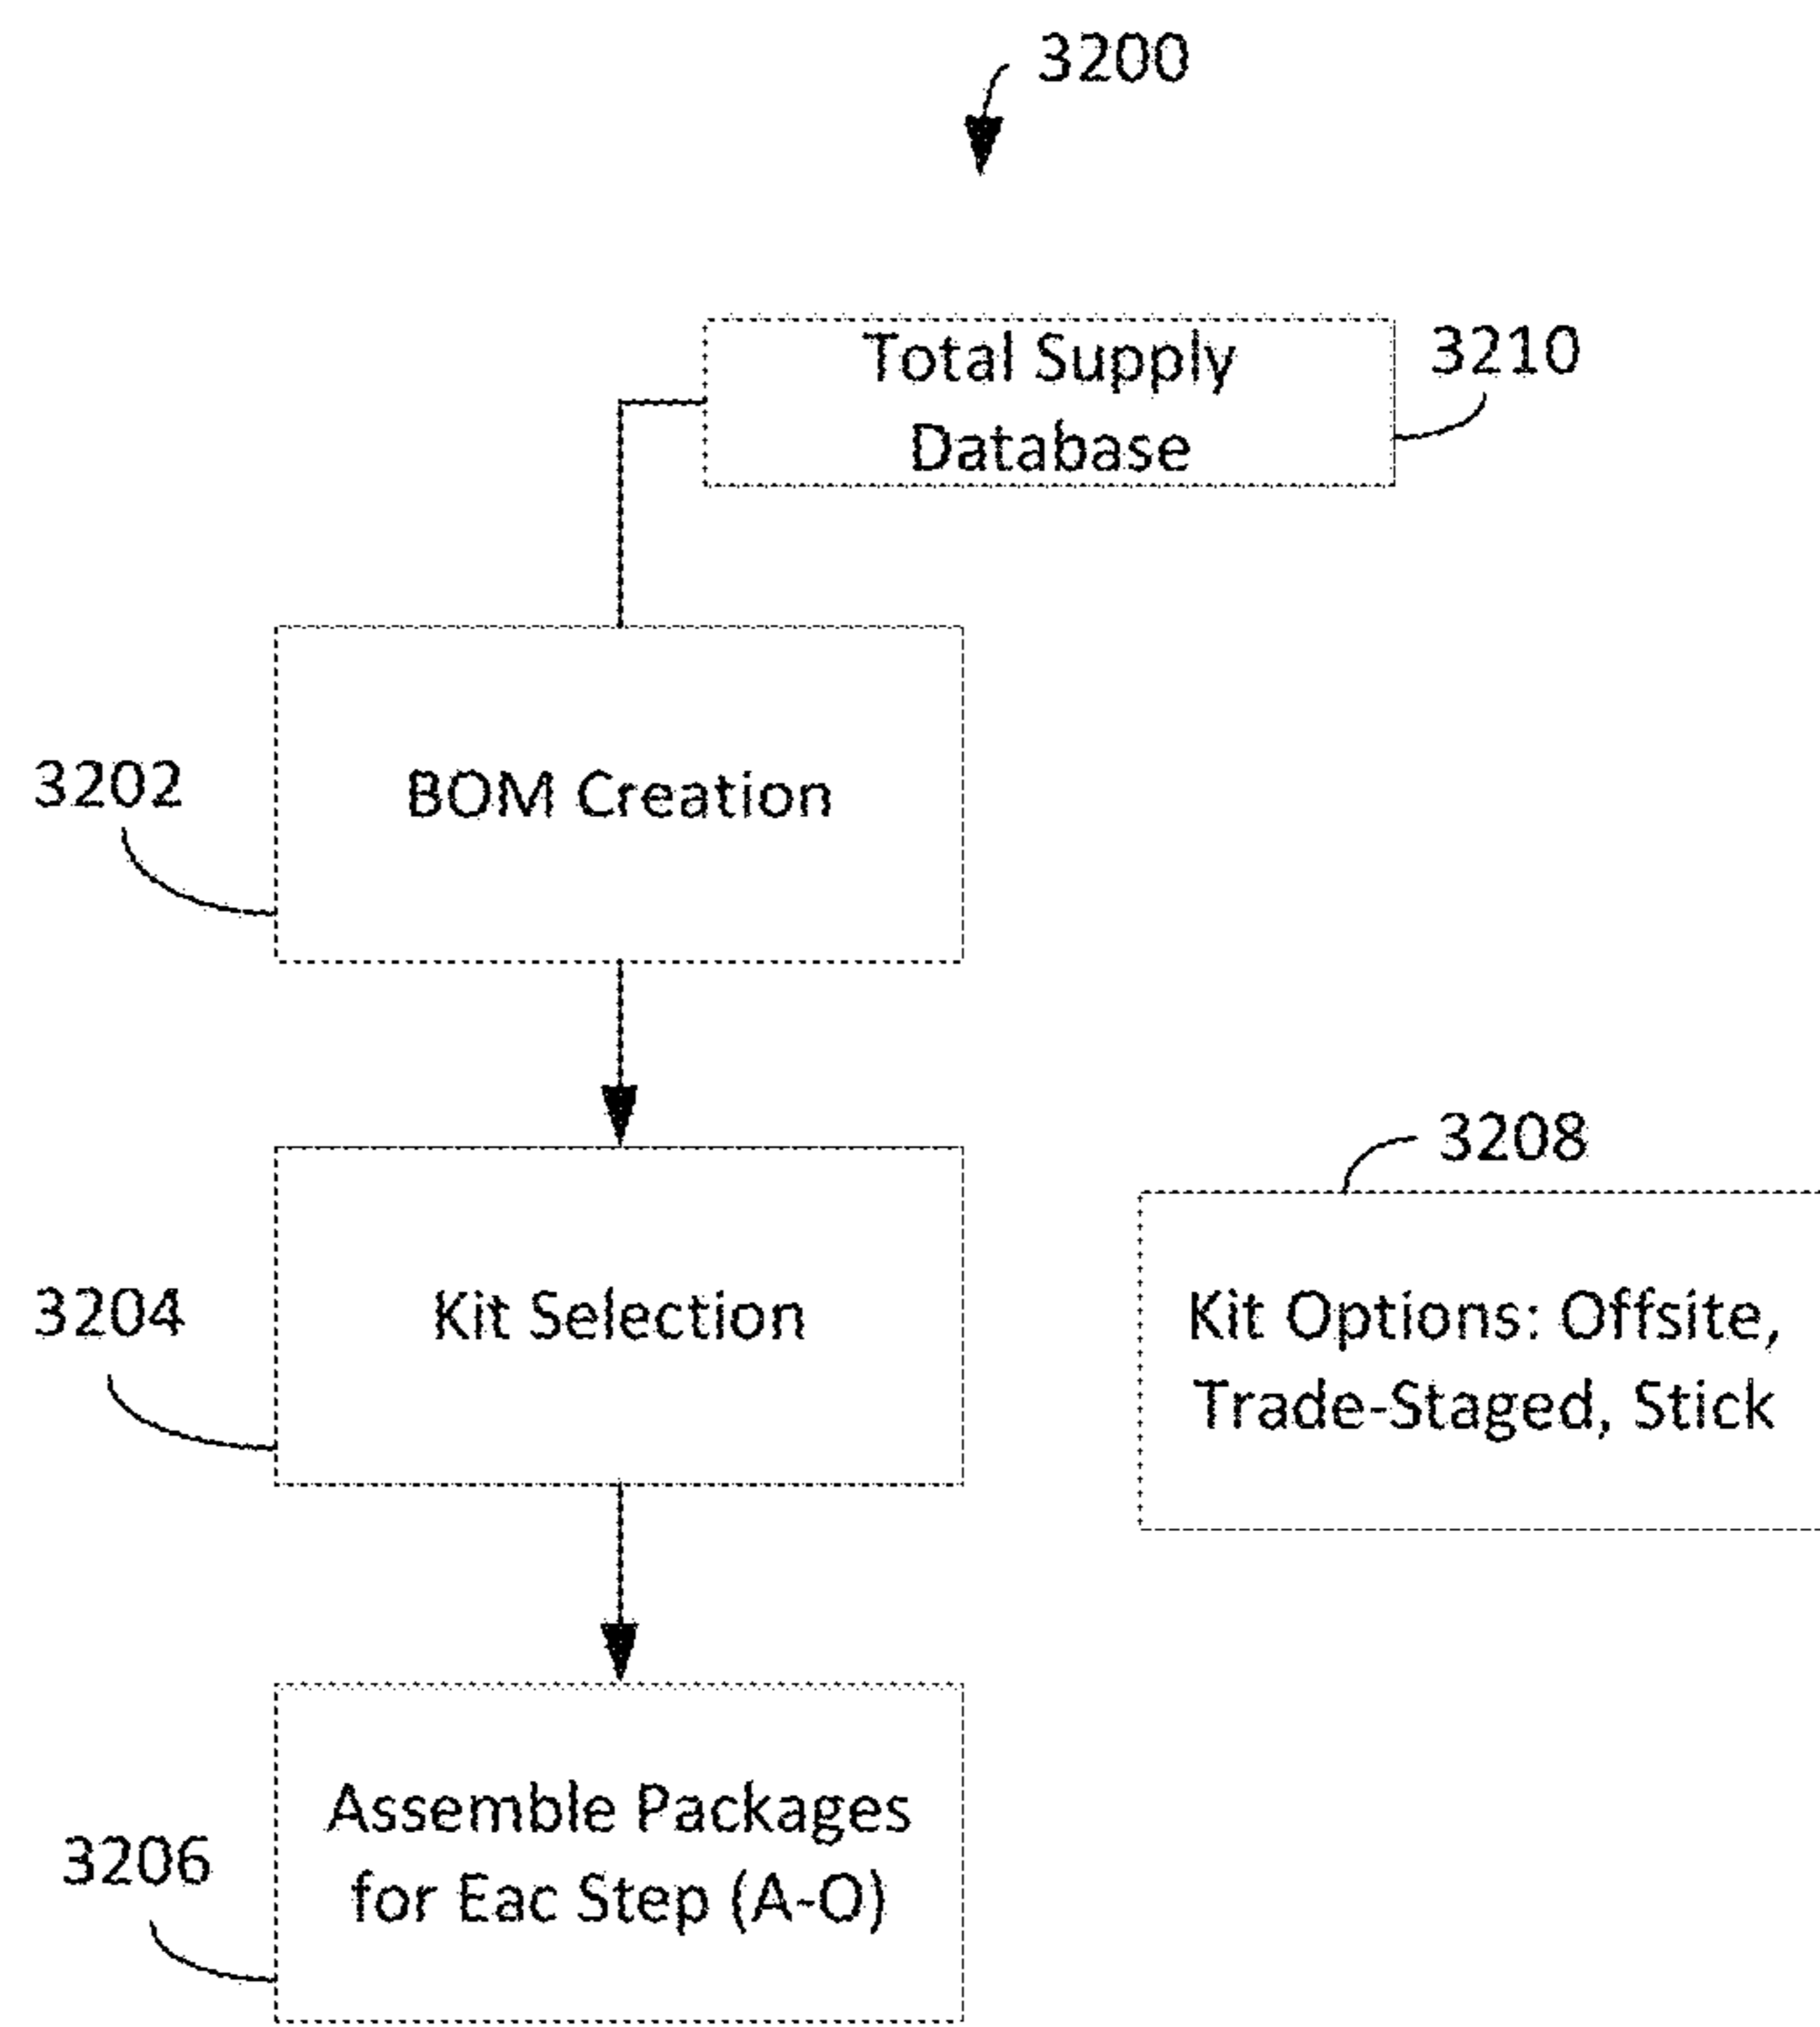 3200
Total Supply
Database
3210
3202
BOM Creation
3204
Kit Selection
3208
Kit Options: Offsite,
Trade-Staged, Stick
3206
Assemble Packages
for Eac Step (A-O)